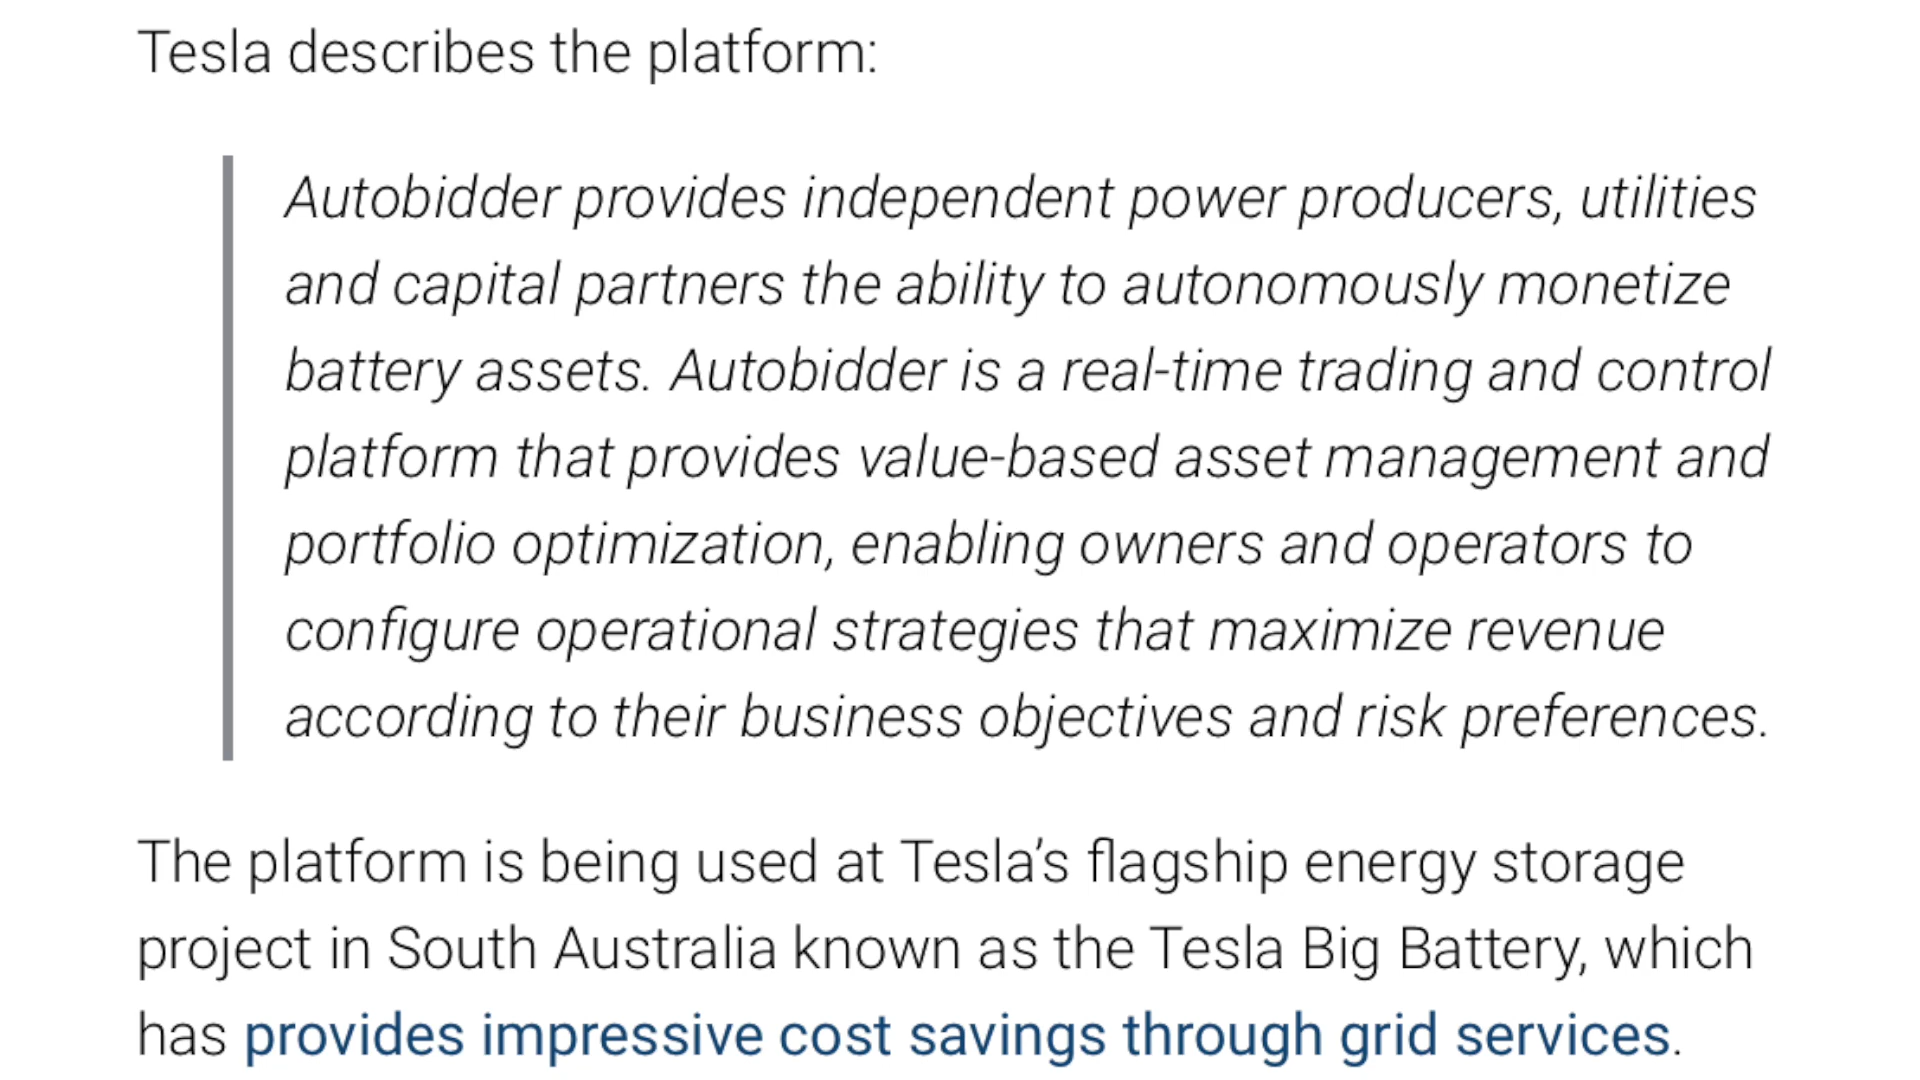 Tesla describes the platform:
Autobidder provides independent power producers, utilities
and capital partners the ability to autonomously monetize
battery assets. Autobidder is a real-time trading and control
platform that provides value-based asset management and
portfolio optimization, enabling owners and operators to
configure operational strategies that maximize revenue
according to their business objectives and risk preferences.
The platform is being used at Tesla’s flagship energy storage
project in South Australia known as the Tesla Big Battery, which
has provides impressive cost savings through grid services.